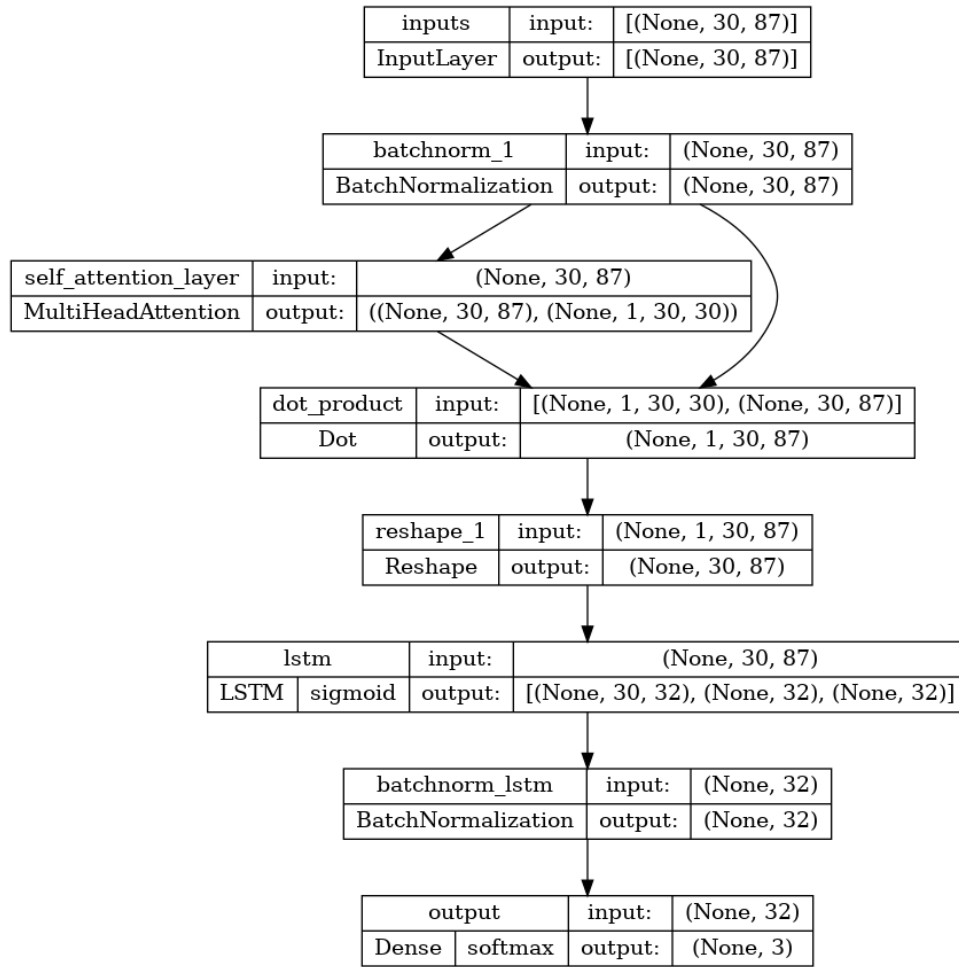 inputs input: [(None, 30, 87)]
InputLayer output: [(None, 30, 87)]
batchnorm_1 input: (None, 30, 87)
BatchNormalization output: (None, 30, 87)
self_attention_layer input: (None, 30, 87)
MultiHeadAttention output: ((None, 30, 87), (None, 1, 30, 30))
dot_product input: [(None, 1, 30, 30), (None, 30, 87)]
Dot output: (None, 1, 30, 87)
reshape_1 input: (None, 1, 30, 87)
Reshape output: (None, 30, 87)
lstm input: (None, 30, 87)
LSTM sigmoid output: [(None, 30, 32), (None, 32), (None, 32)]
batchnorm_lstm input: (None, 32)
BatchNormalization output: (None, 32)
output input: (None, 32)
Dense softmax output: (None, 3)